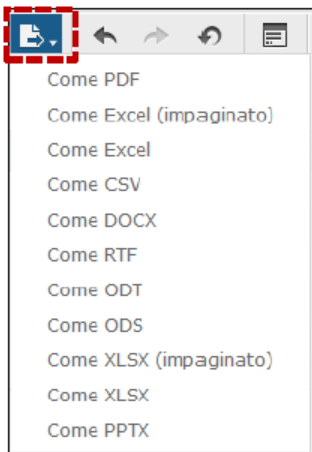 Come PDF
Come Excel (impaginato)
Come Excel
Come CSV
Come DOCX
Come RTF
Come ODT
Come ODS
Come XLSX (impaginato)
Come XLSX
Come PPTX